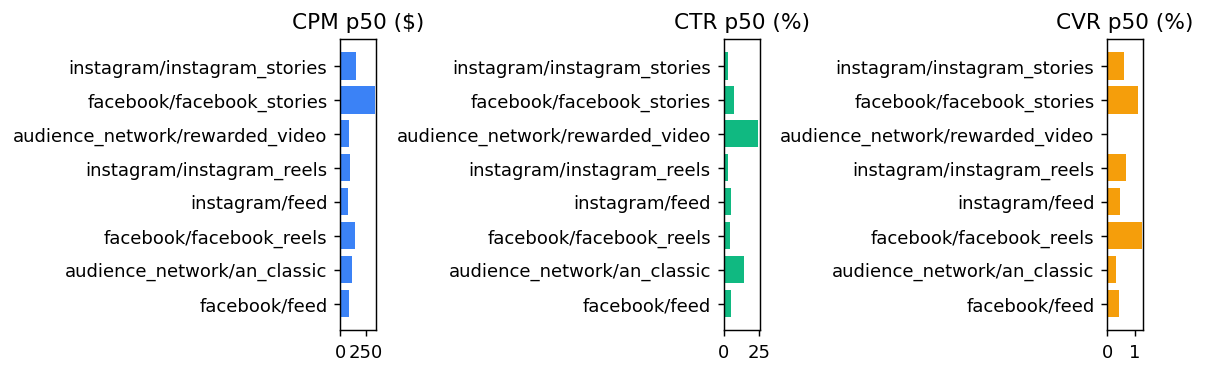 CPM p50 ($)
instagram/instagram_stories
facebook/facebook_stories
audience_network/rewarded_video
instagram/instagram_reels
instagram/feed
facebook/facebook_reels
audience_network/an_classic
facebook/feed
0 250
CTR p50 (%)
instagram/instagram_stories
facebook/facebook_stories
audience_network/rewarded_video
instagram/instagram_reels
instagram/feed
facebook/facebook_reels
audience_network/an_classic
facebook/feed
0 25
CVR p50 (%)
instagram/instagram_stories
facebook/facebook_stories
audience_network/rewarded_video
instagram/instagram_reels
instagram/feed
facebook/facebook_reels
audience_network/an_classic
facebook/feed
0 1